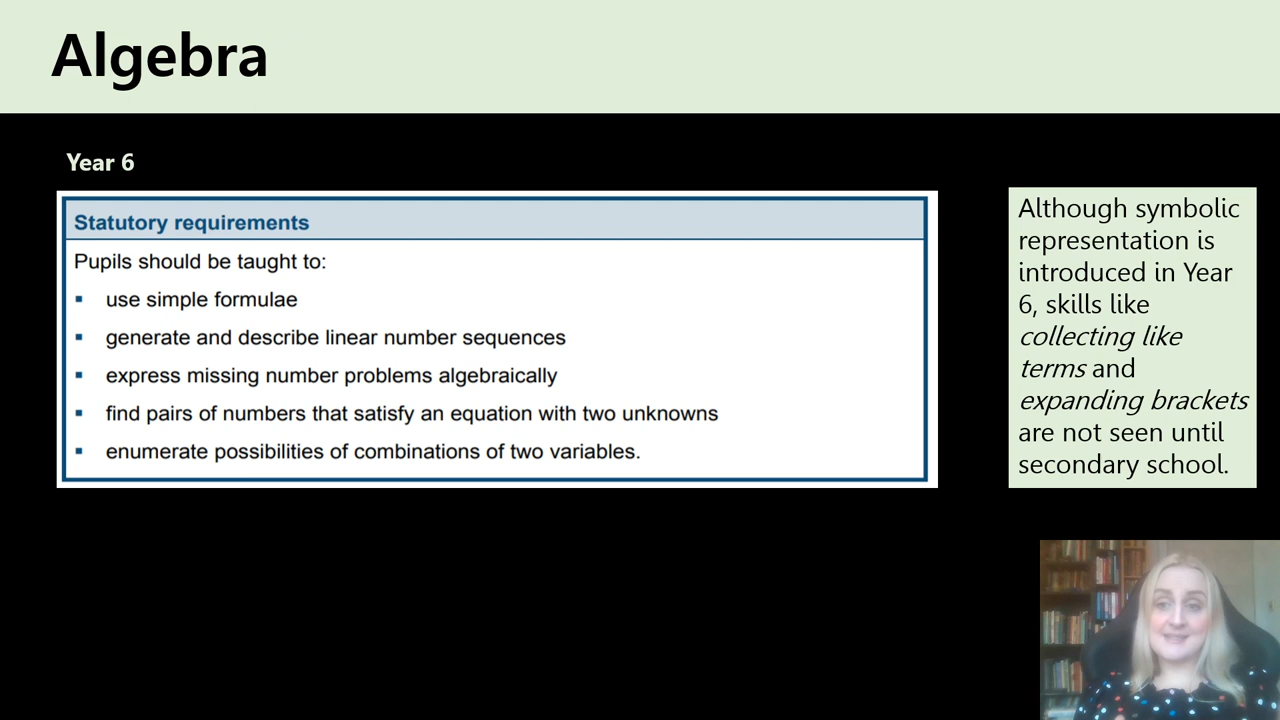 Algebra
Year 6
Statutory requirements
Pupils should be taught to:
▪ use simple formulae
▪ generate and describe linear number sequences
▪ express missing number problems algebraically
▪ find pairs of numbers that satisfy an equation with two unknowns
▪ enumerate possibilities of combinations of two variables.
Although symbolic
representation is
introduced in Year
6, skills like
collecting like
terms and
expanding brackets
are not seen until
secondary school.